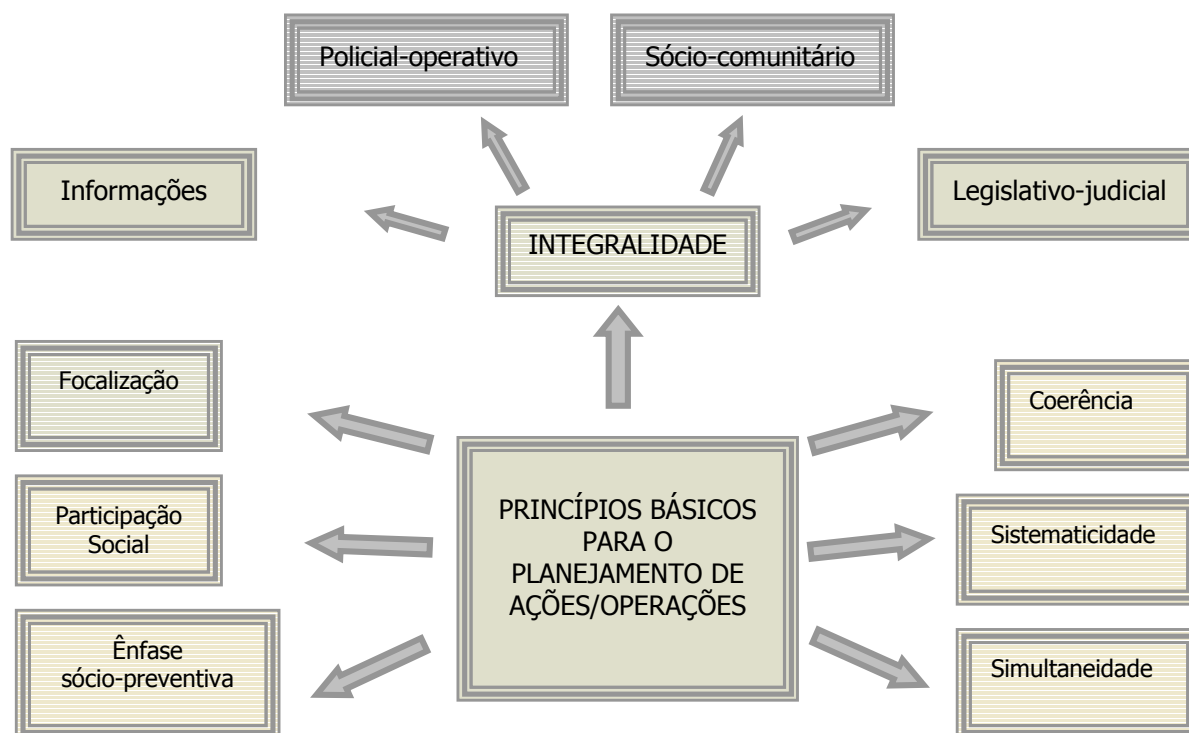 Policial-operativo
Sócio-comunitário
Informações
Legislativo-judicial
INTEGRALIDADE
Focalização
Coerência
Participação
Social
PRINCÍPIOS BÁSICOS
PARA O
PLANEJAMENTO DE
AÇÕES/OPERAÇÕES
Sistematicidade
Ênfase
sócio-preventiva
Simultaneidade